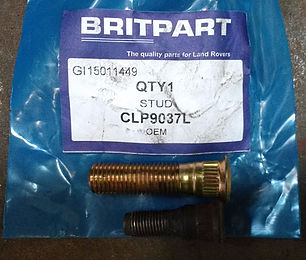 BRITPART
The quality parts for Land Rovers
GI15011449
QTY1
STUD
CLP9037L
OEM